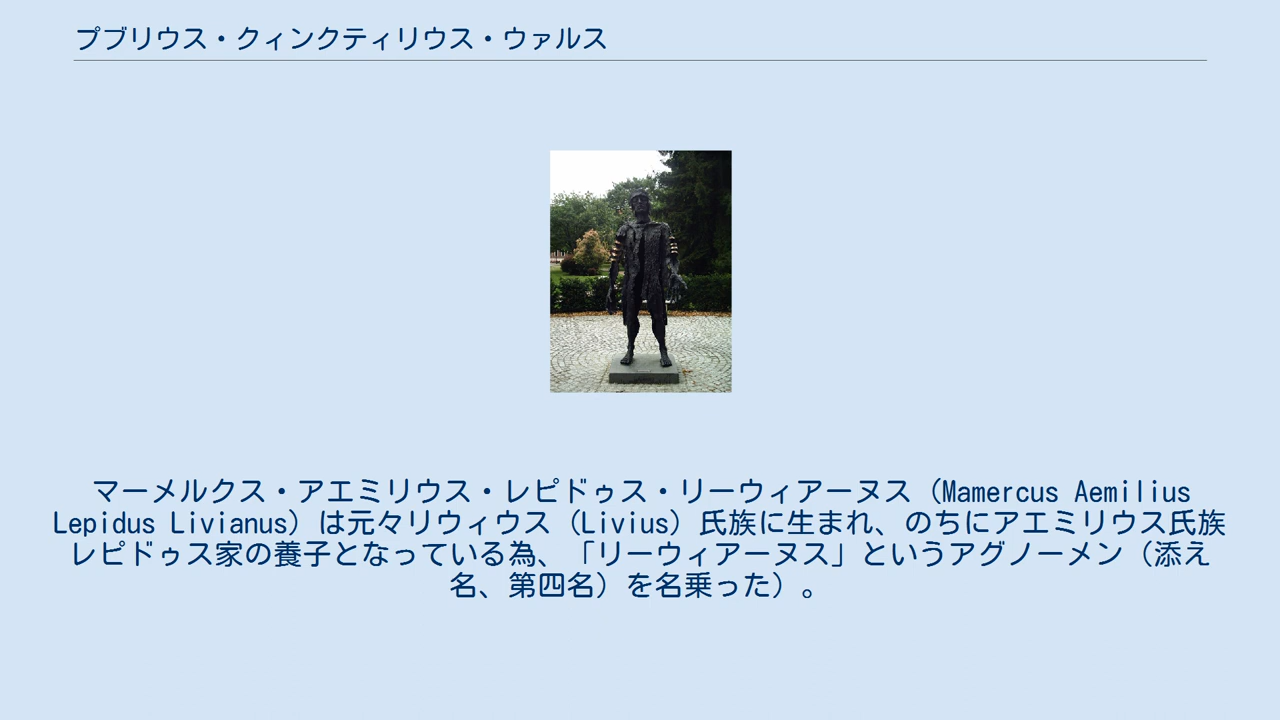 プブリウス・クィンクティリウス・ウァルス
マーメルクス・アエミリウス・レピドゥス・リーウィアーヌス（Mamercus Aemilius
Lepidus Livianus）は元々リウィウス（Livius）氏族に生まれ、のちにアエミリウス氏族
レピドゥス家の養子となっている為、「リーウィアーヌス」というアグノーメン（添え
名、第四名）を名乗った）。